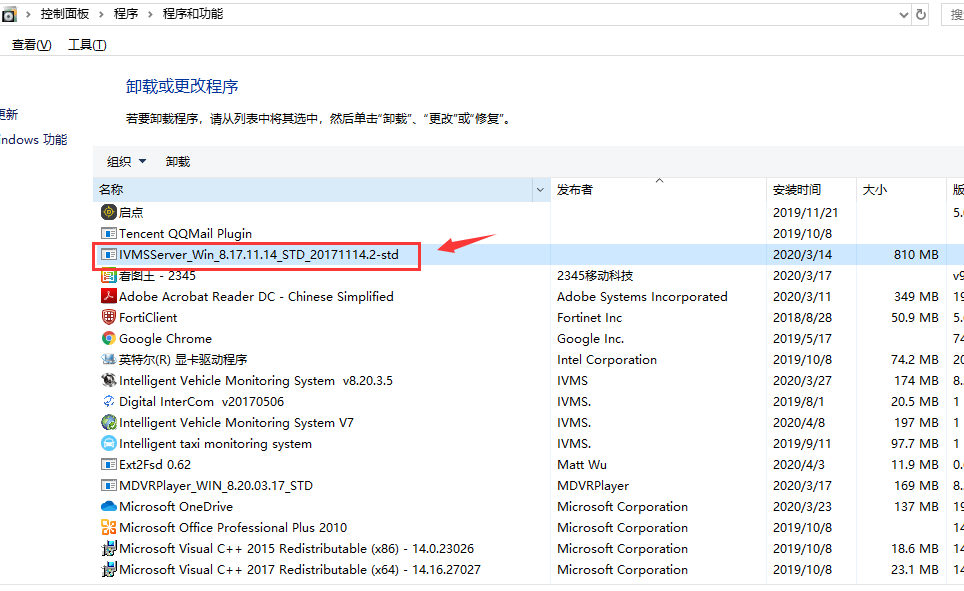 控制面板 › 程序 › 程序和功能 搜
查看(V) 工具(T)
卸载或更改程序
更新
若要卸载程序，请从列表中将其选中，然后单击“卸载”、“更改”或“修复”。
indows 功能
组织 卸载
名称 发布者 安装时间 大小 版
启点 2019/11/21 5.
Tencent QQMail Plugin 2019/10/8
IVMSServer_Win_8.17.11.14_STD_20171114.2-std 2020/3/14 810 MB
看图王 - 2345 2345移动科技 2020/3/17 v9
Adobe Acrobat Reader DC - Chinese Simplified Adobe Systems Incorporated 2020/3/11 349 MB 19
FortiClient Fortinet Inc 2018/8/28 50.9 MB 5.
Google Chrome Google Inc. 2019/5/17 74
英特尔(R) 显卡驱动程序 Intel Corporation 2019/10/8 74.2 MB 20
Intelligent Vehicle Monitoring System v8.20.3.5 IVMS 2020/3/27 174 MB 8.
Digital InterCom v20170506 IVMS. 2019/8/1 20.5 MB 1
Intelligent Vehicle Monitoring System V7 IVMS. 2020/4/8 197 MB 1
Intelligent taxi monitoring system IVMS. 2019/9/11 97.7 MB 1
Ext2Fsd 0.62 Matt Wu 2020/4/3 11.9 MB 0.
MDVRPlayer_WIN_8.20.03.17_STD MDVRPlayer 2020/3/17 169 MB 8.
Microsoft OneDrive Microsoft Corporation 2020/3/23 137 MB 19
Microsoft Office Professional Plus 2010 Microsoft Corporation 2019/10/8 14
Microsoft Visual C++ 2015 Redistributable (x86) - 14.0.23026 Microsoft Corporation 2019/10/8 18.6 MB 14
Microsoft Visual C++ 2017 Redistributable (x64) - 14.16.27027 Microsoft Corporation 2019/10/8 23.1 MB 14